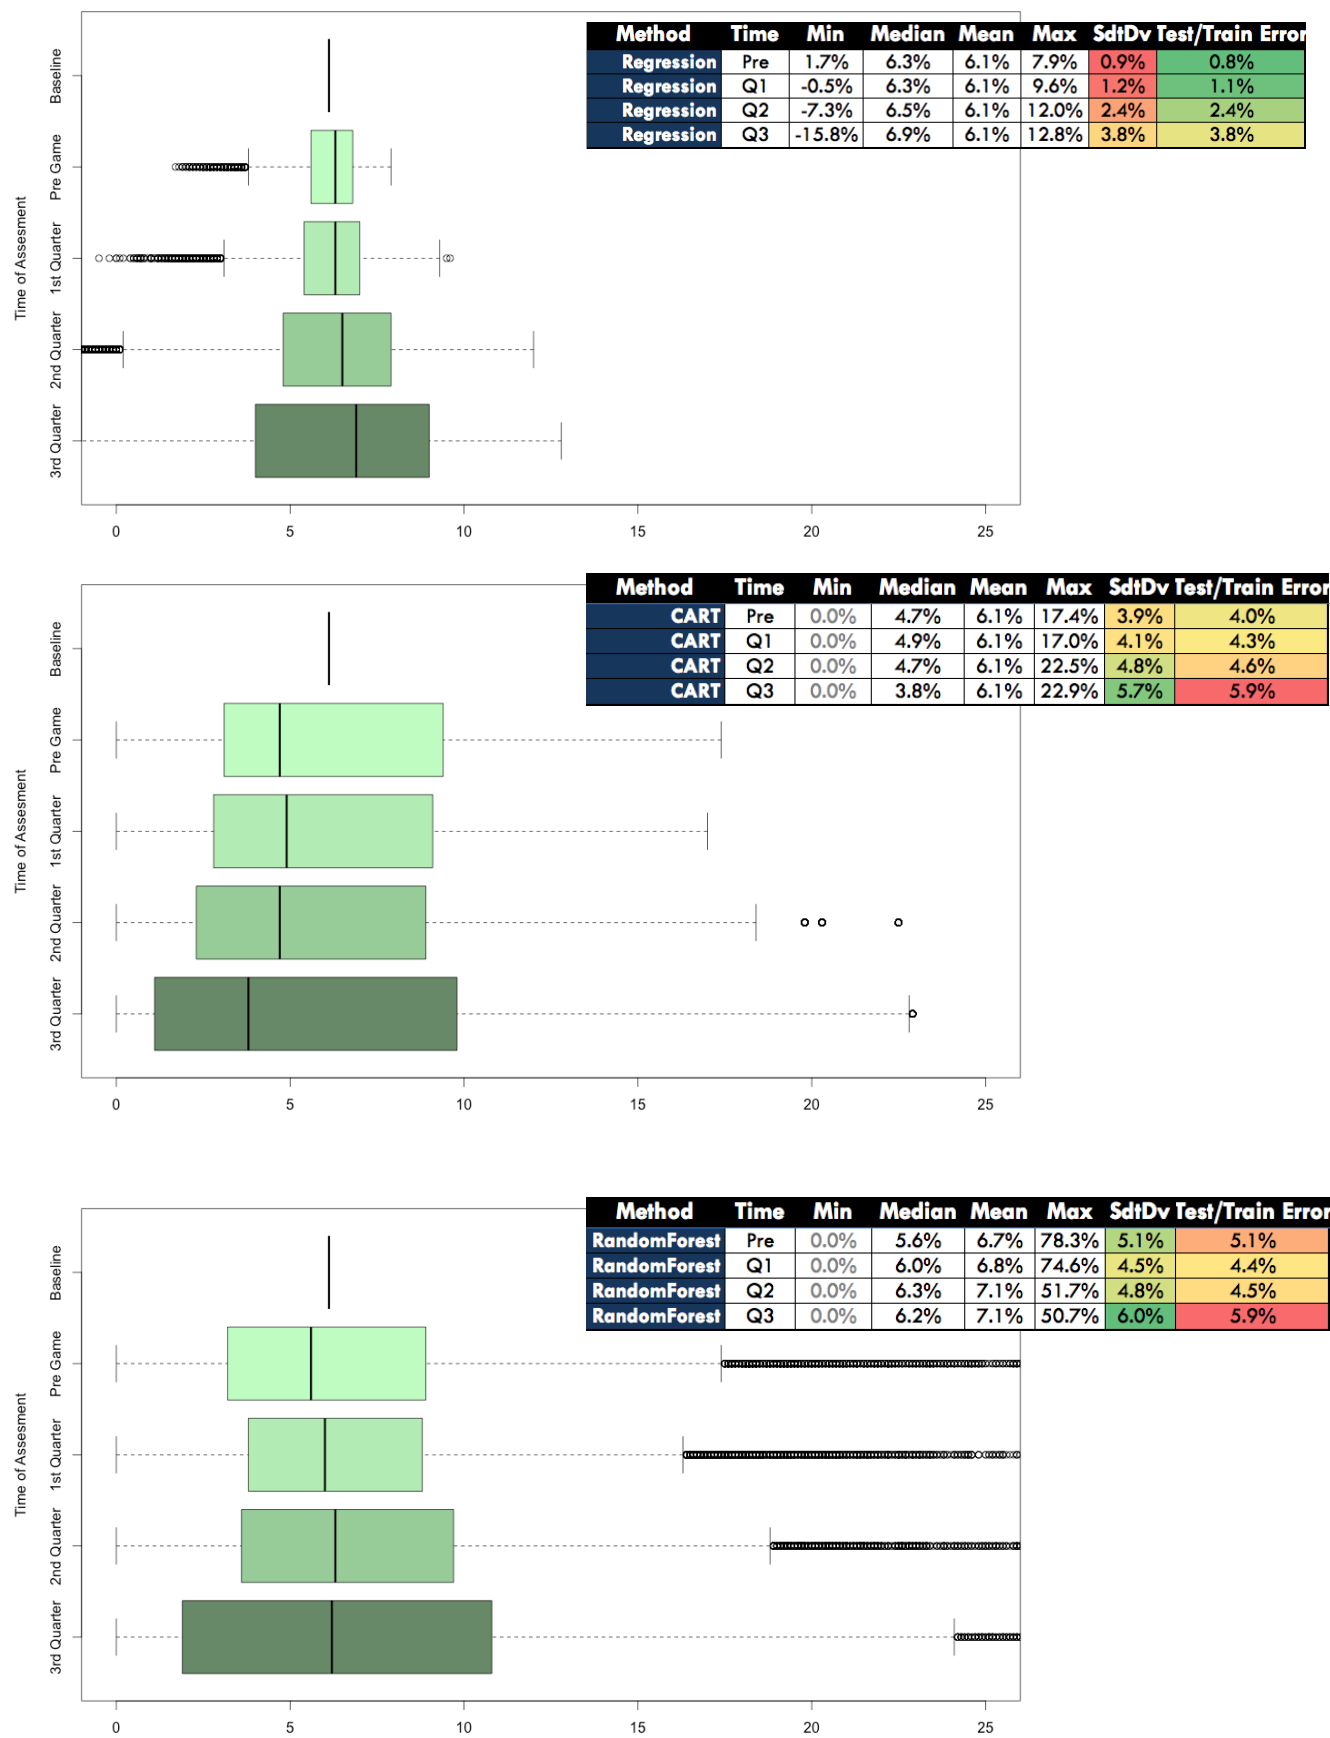 Method Time Min Median Mean Max SdtDv Test/Train Error
Regression Pre 1.7% 6.3% 6.1% 7.9% 0.9% 0.8%
Regression Q1 -0.5% 6.3% 6.1% 9.6% 1.2% 1.1%
Regression Q2 -7.3% 6.5% 6.1% 12.0% 2.4% 2.4%
Regression Q3 -15.8% 6.9% 6.1% 12.8% 3.8% 3.8%
Time of Assesment
Baseline
Pre Game
1st Quarter
2nd Quarter
3rd Quarter
0 5 10 15 20 25
Method Time Min Median Mean Max SdtDv Test/Train Error
CART Pre 0.0% 4.7% 6.1% 17.4% 3.9% 4.0%
CART Q1 0.0% 4.9% 6.1% 17.0% 4.1% 4.3%
CART Q2 0.0% 4.7% 6.1% 22.5% 4.8% 4.6%
CART Q3 0.0% 3.8% 6.1% 22.9% 5.7% 5.9%
Time of Assesment
Baseline
Pre Game
1st Quarter
2nd Quarter
3rd Quarter
0 5 10 15 20 25
Method Time Min Median Mean Max SdtDv Test/Train Error
RandomForest Pre 0.0% 5.6% 6.7% 78.3% 5.1% 5.1%
RandomForest Q1 0.0% 6.0% 6.8% 74.6% 4.5% 4.4%
RandomForest Q2 0.0% 6.3% 7.1% 51.7% 4.8% 4.5%
RandomForest Q3 0.0% 6.2% 7.1% 50.7% 6.0% 5.9%
Time of Assesment
Baseline
Pre Game
1st Quarter
2nd Quarter
3rd Quarter
0 5 10 15 20 25